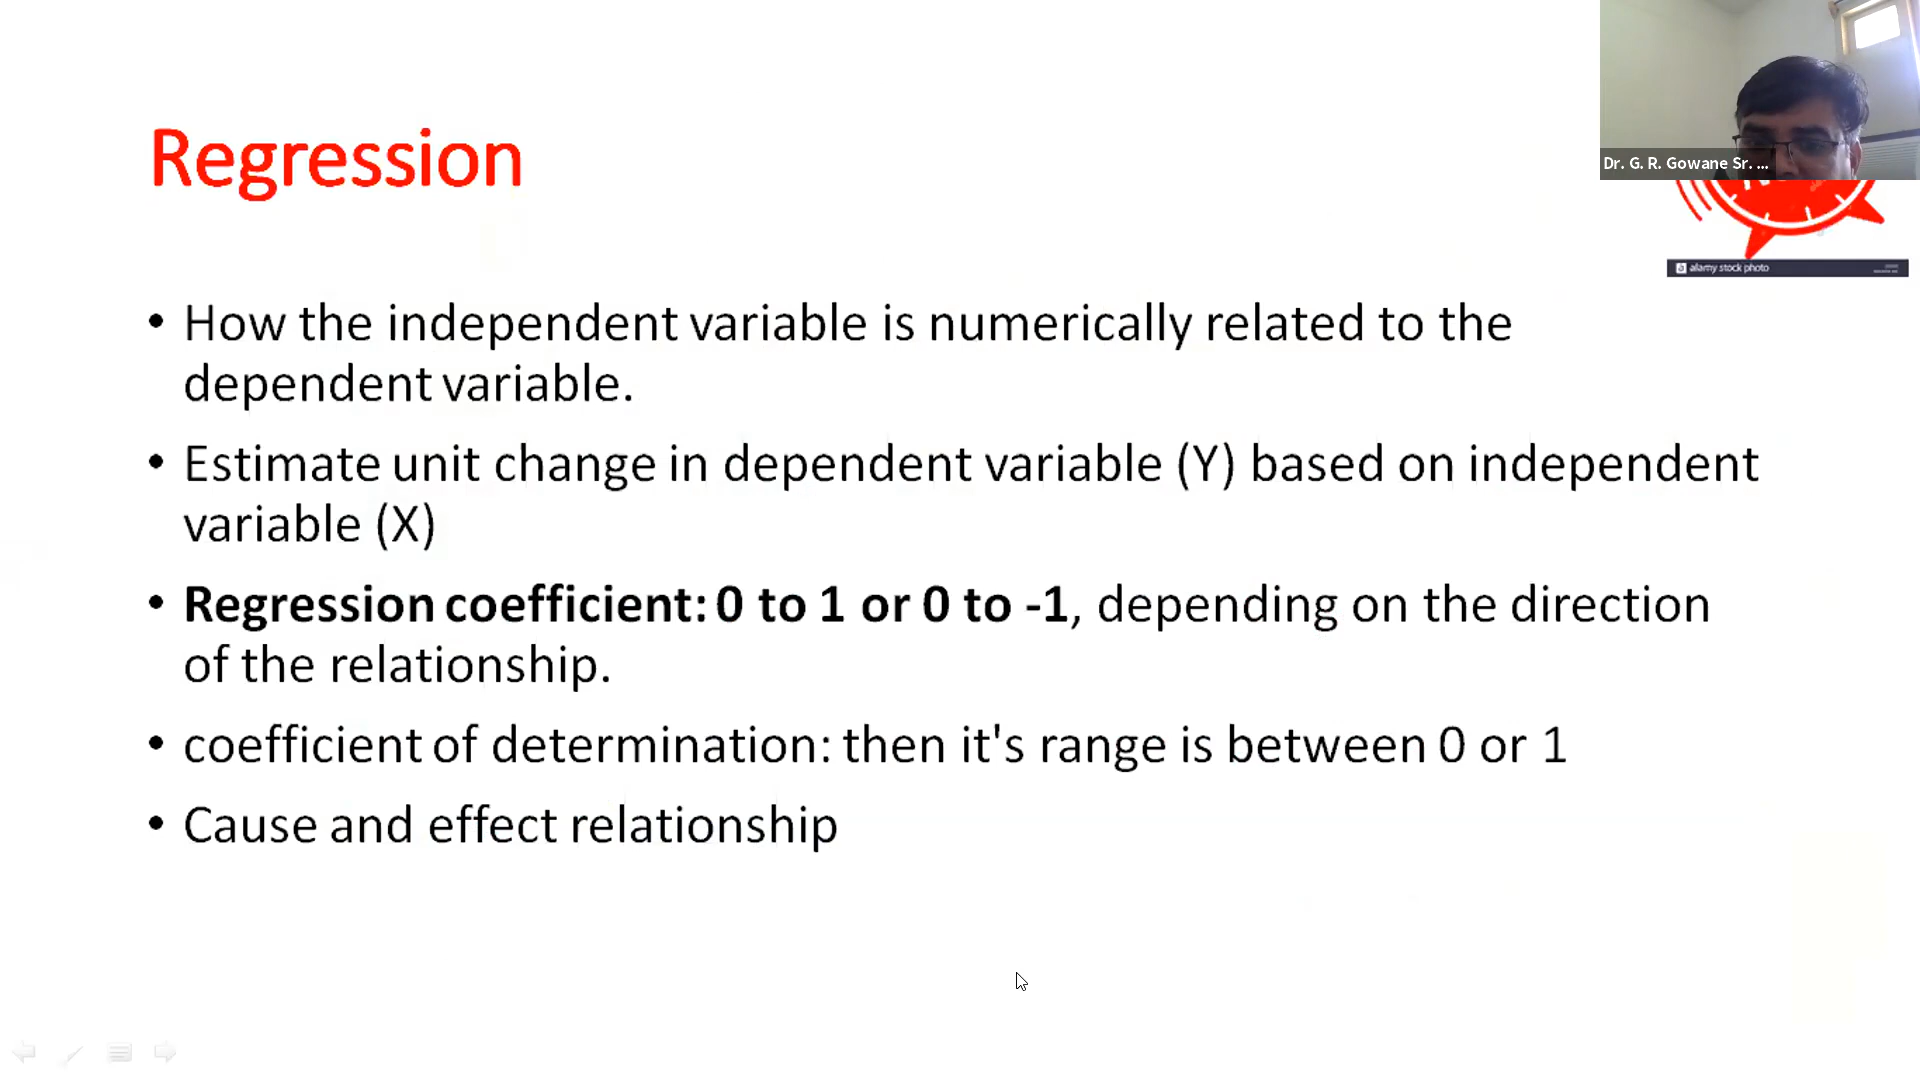 Dr. G. R. Gowane Sr. ...
Regression
alamy stock photo
• How the independent variable is numerically related to the
dependent variable.
• Estimate unit change in dependent variable (Y) based on independent
variable (X)
• Regression coefficient: 0 to 1 or 0 to -1, depending on the direction
of the relationship.
• coefficient of determination: then it's range is between 0 or 1
• Cause and effect relationship